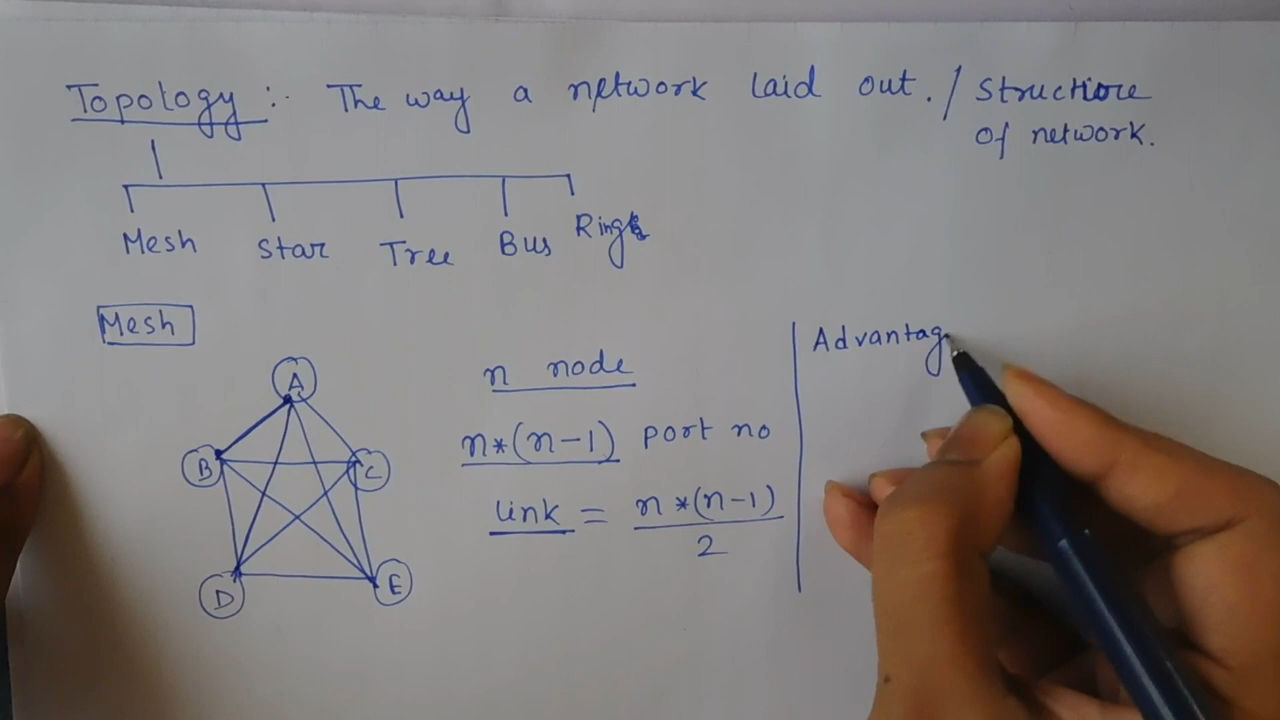 Topology :- The way a network laid out. / Structure
of network.
Mesh Star Tree Bus Ring
Mesh
A
B C
D E
n node
n*(n-1) port no
link = n*(n-1)
2
Advantag